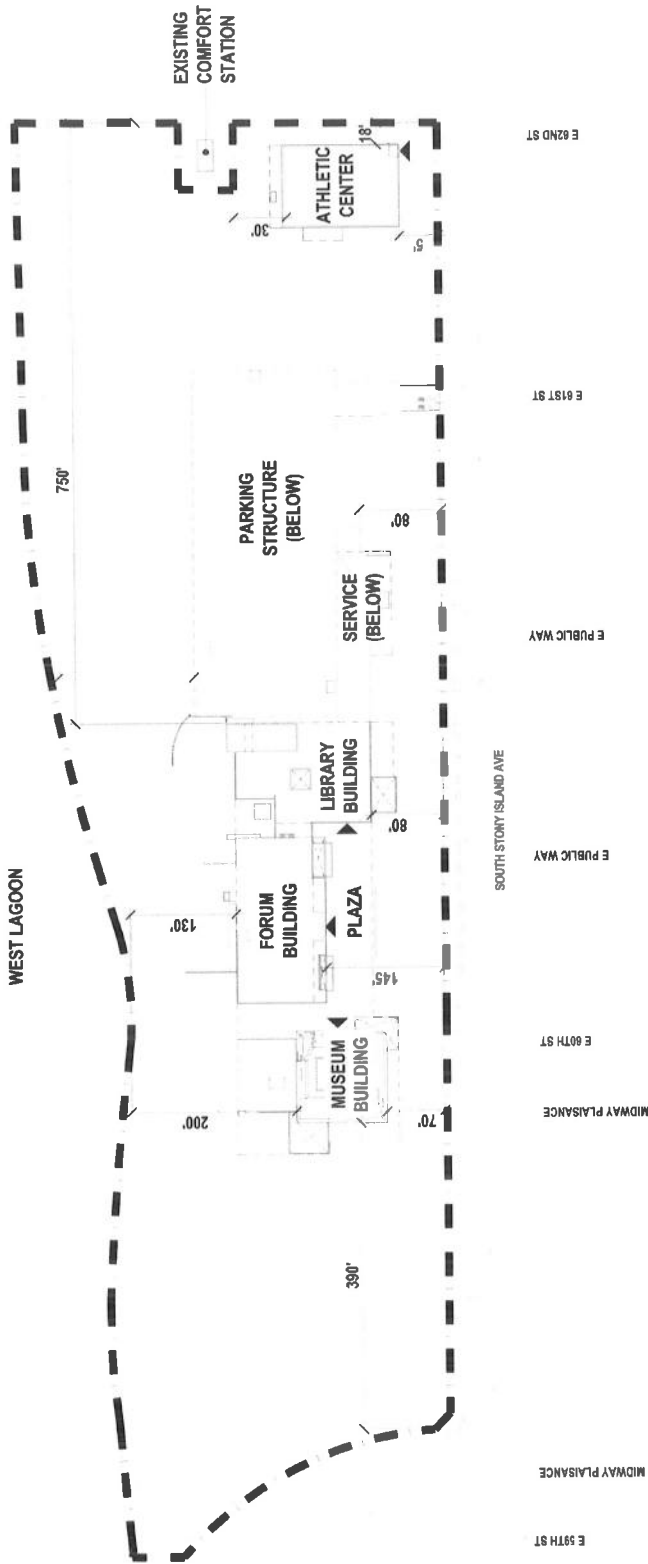 WEST LAGOON
EXISTING
COMFORT
STATION
750'
130'
200'
30'
18'
5'
ATHLETIC
CENTER
PARKING
STRUCTURE
(BELOW)
SERVICE
(BELOW)
80'
LIBRARY
BUILDING
80'
FORUM
BUILDING
PLAZA
145'
MUSEUM
BUILDING
70'
390'
SOUTH STONY ISLAND AVE
E 59TH ST
MIDWAY PLAISANCE
MIDWAY PLAISANCE
E 60TH ST
E PUBLIC WAY
E PUBLIC WAY
E 61ST ST
E 62ND ST